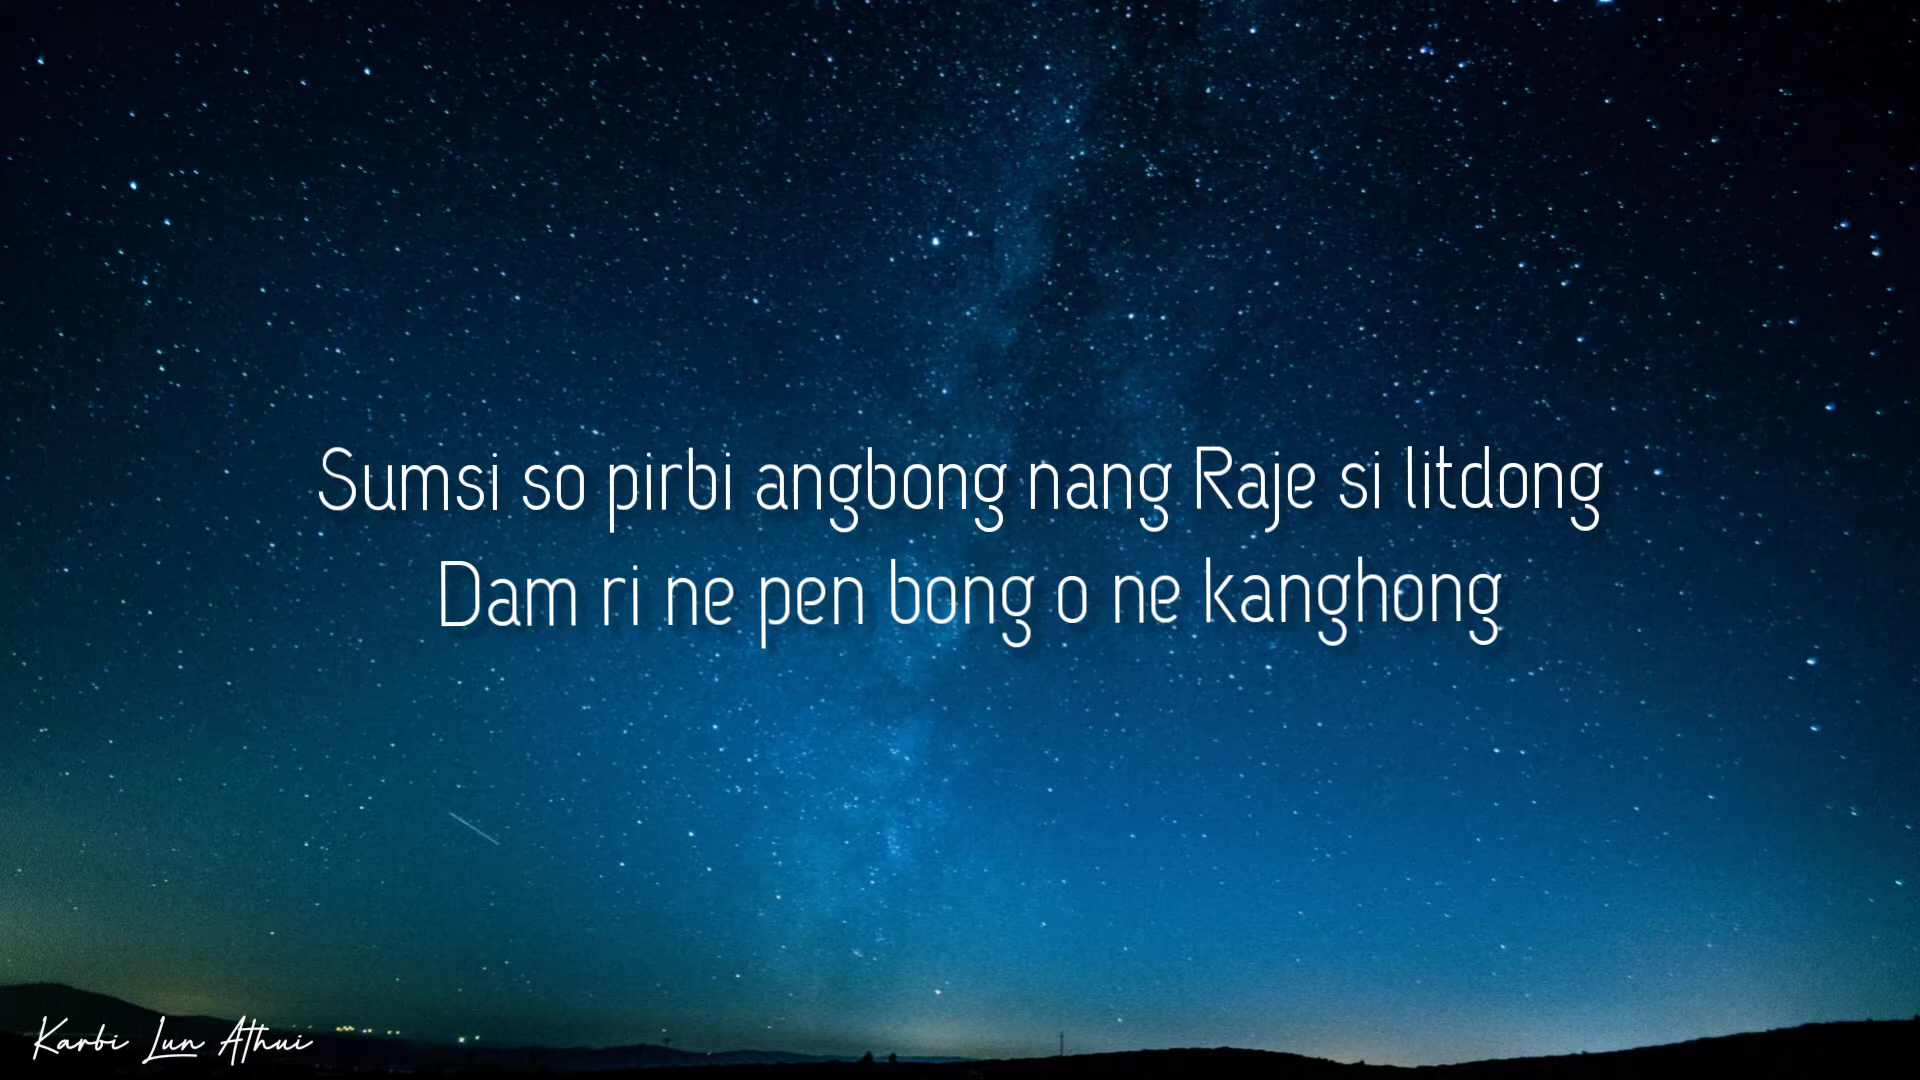 Sumsi so pirbi angbong nang Raje si litdong
Dam ri ne pen bong o ne kanghong
Karbi Lun Athui